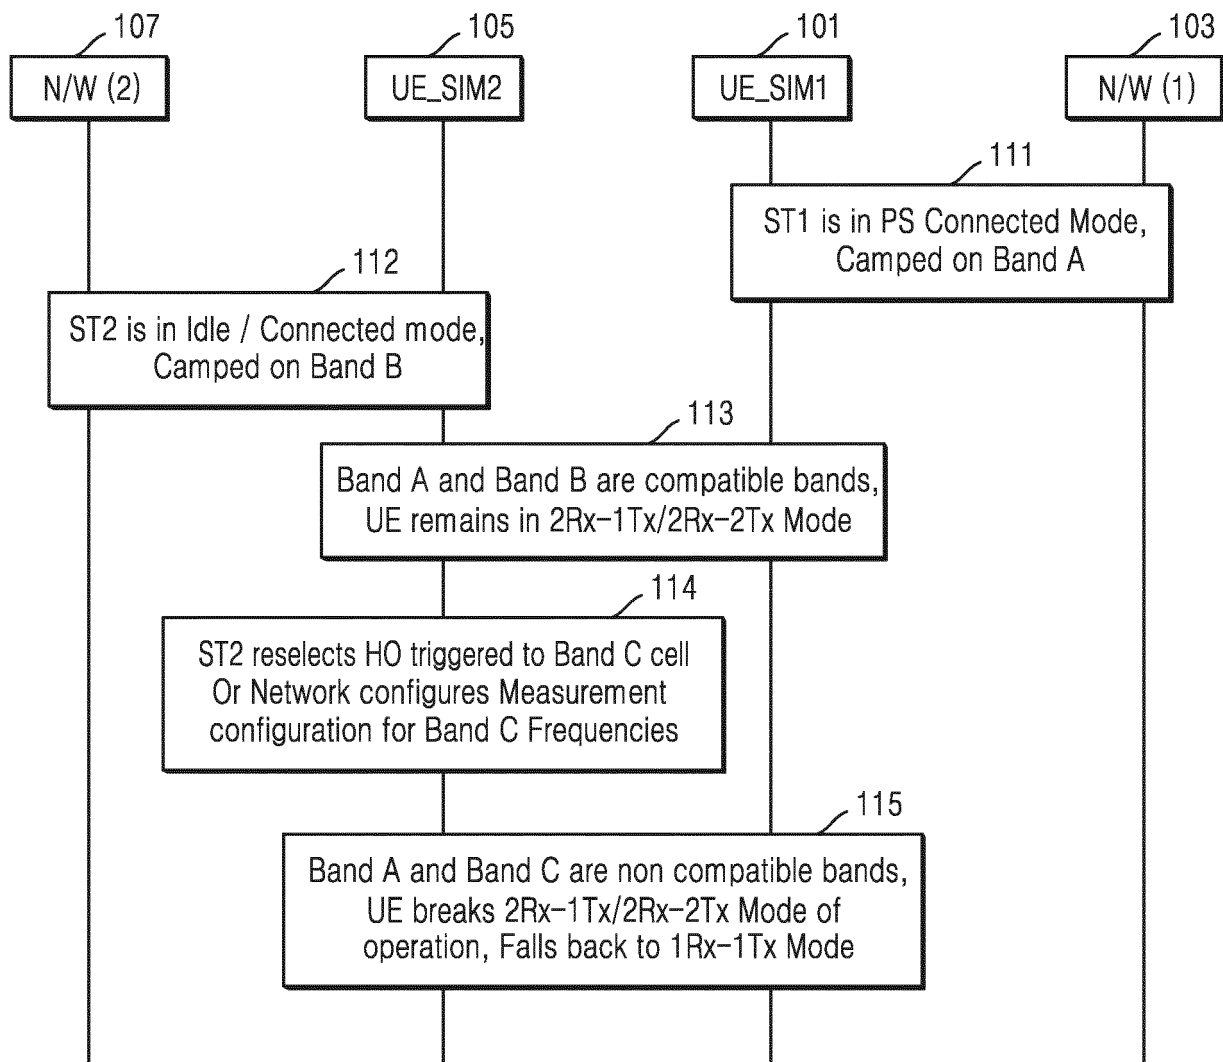 107
105
101
103
N/W (2)
UE_SIM2
UE_SIM1
N/W (1)
111
ST1 is in PS Connected Mode,
Camped on Band A
112
ST2 is in Idle / Connected mode,
Camped on Band B
113
Band A and Band B are compatible bands,
UE remains in 2Rx-1Tx/2Rx-2Tx Mode
114
ST2 reselects HO triggered to Band C cell
Or Network configures Measurement
configuration for Band C Frequencies
115
Band A and Band C are non compatible bands,
UE breaks 2Rx-1Tx/2Rx-2Tx Mode of
operation, Falls back to 1Rx-1Tx Mode